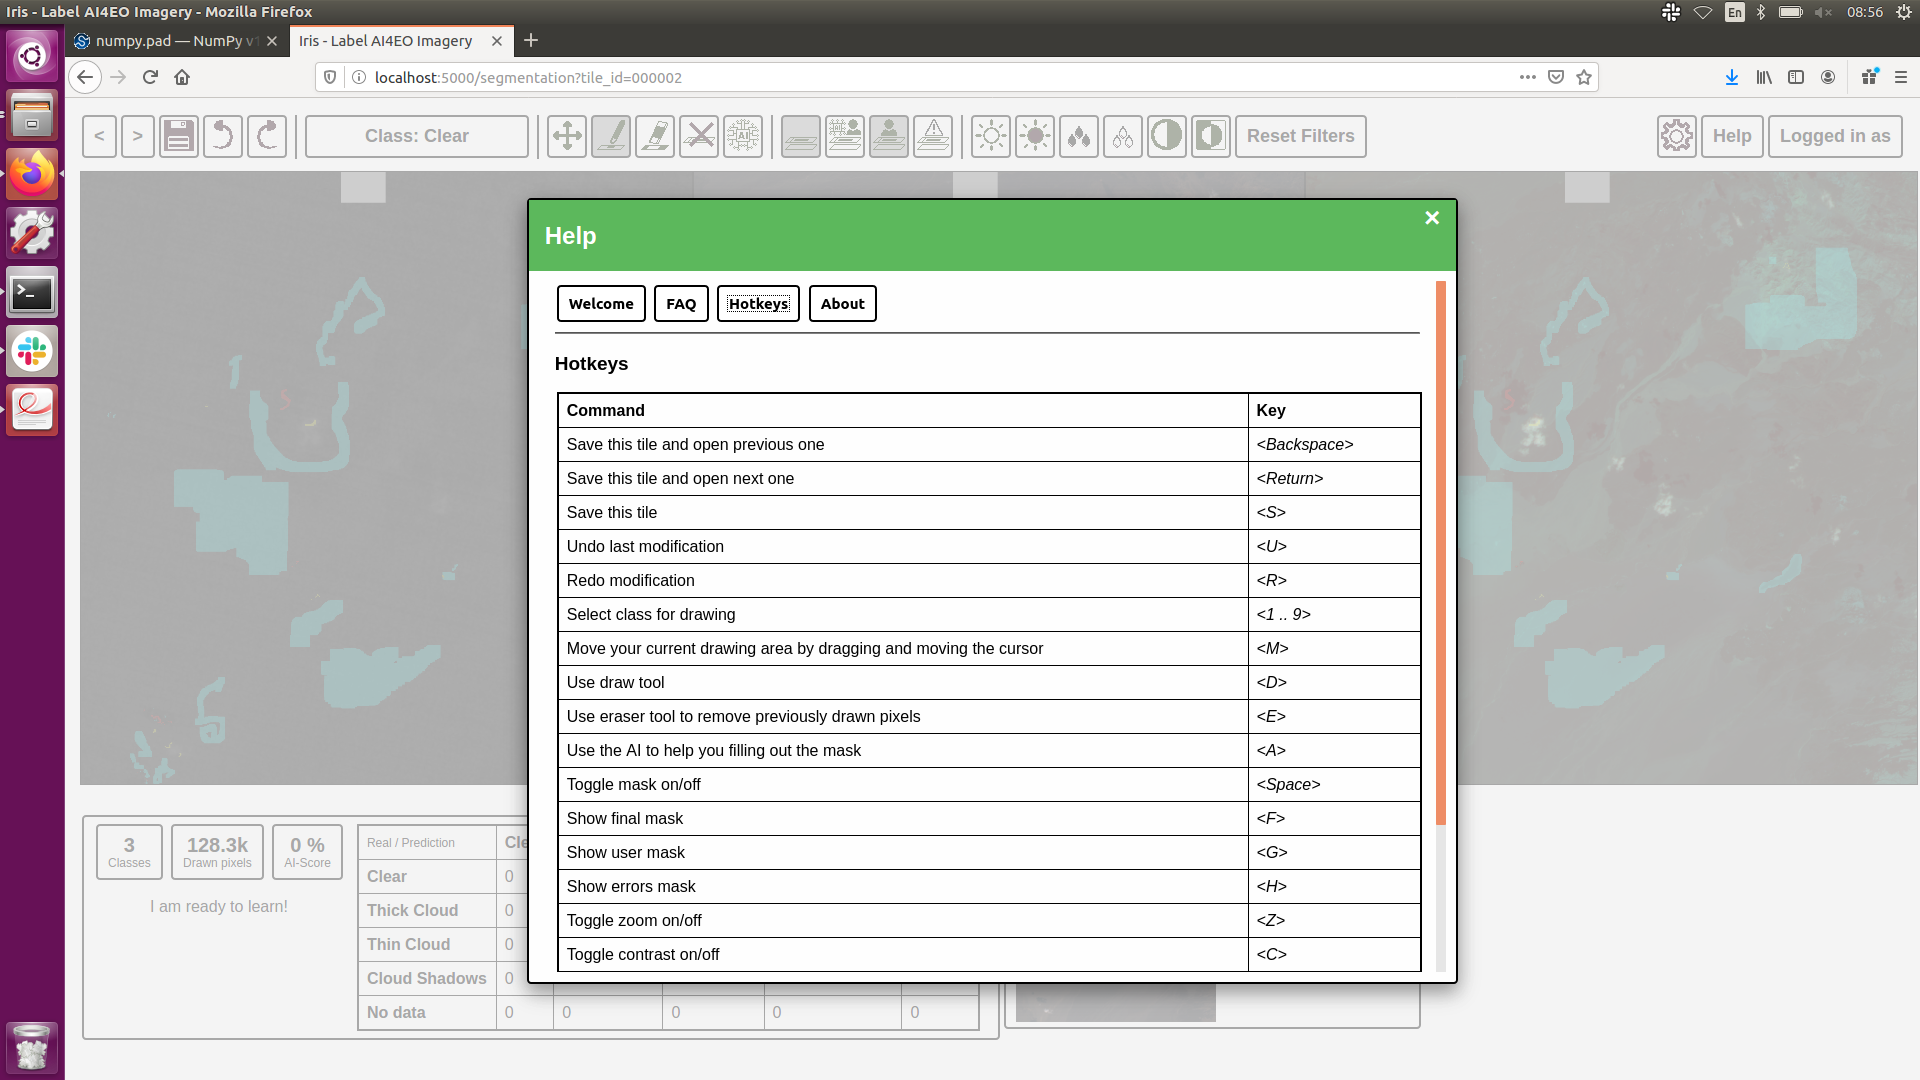 Iris - Label AI4EO Imagery - Mozilla Firefox
En
08:56
numpy.pad — NumPy v1
Iris - Label AI4EO Imagery
localhost:5000/segmentation?tile_id=000002
<
>
Class: Clear
AI
Reset Filters
Help
Logged in as
Help
Welcome
FAQ
Hotkeys
About
Hotkeys
Command Key
Save this tile and open previous one <Backspace>
Save this tile and open next one <Return>
Save this tile <S>
Undo last modification <U>
Redo modification <R>
Select class for drawing <1 .. 9>
Move your current drawing area by dragging and moving the cursor <M>
Use draw tool <D>
Use eraser tool to remove previously drawn pixels <E>
Use the AI to help you filling out the mask <A>
Toggle mask on/off <Space>
Show final mask <F>
Show user mask <G>
Show errors mask <H>
Toggle zoom on/off <Z>
Toggle contrast on/off <C>
3
Classes
128.3k
Drawn pixels
0 %
AI-Score
I am ready to learn!
Real / Prediction Cle
Clear 0
Thick Cloud 0
Thin Cloud 0
Cloud Shadows 0
No data 0 0 0 0 0